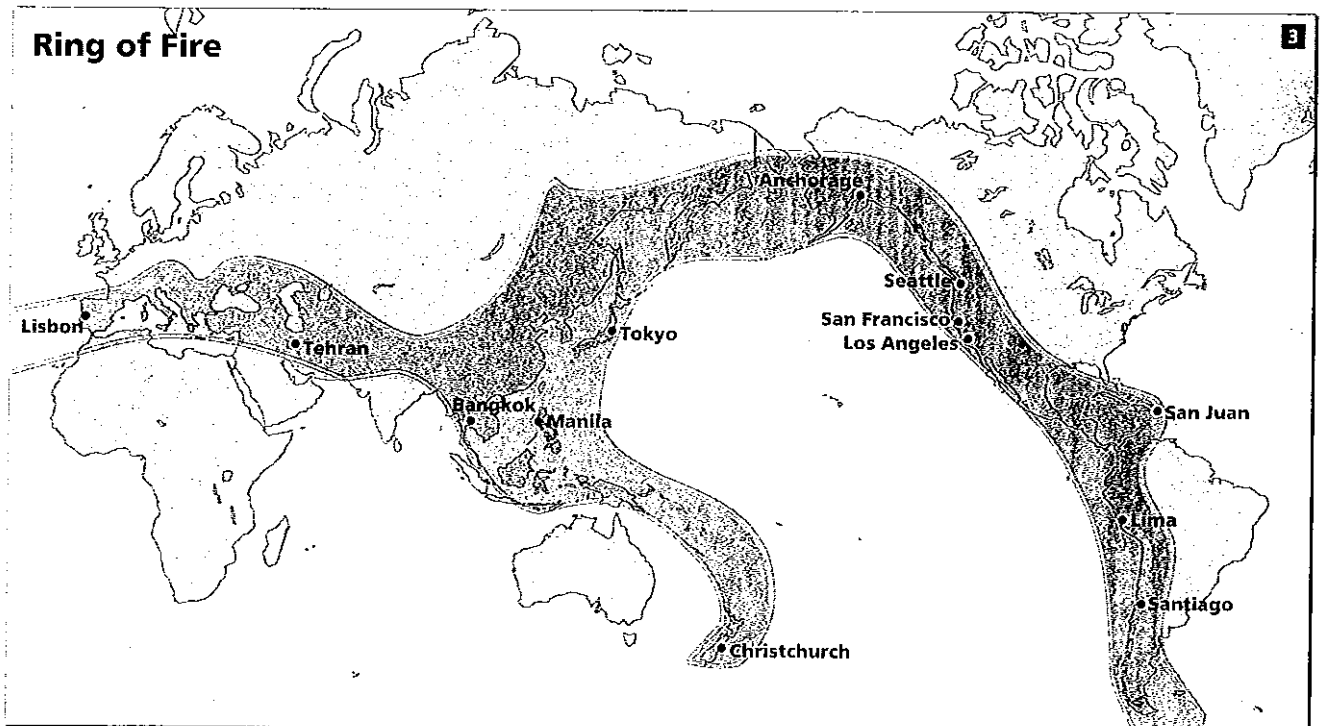 Ring of Fire
3
Anchorage
Seattle
Lisbon
San Francisco
Tokyo
Los Angeles
Tehran
Bangkok
Manila
San Juan
Lima
Santiago
Christchurch